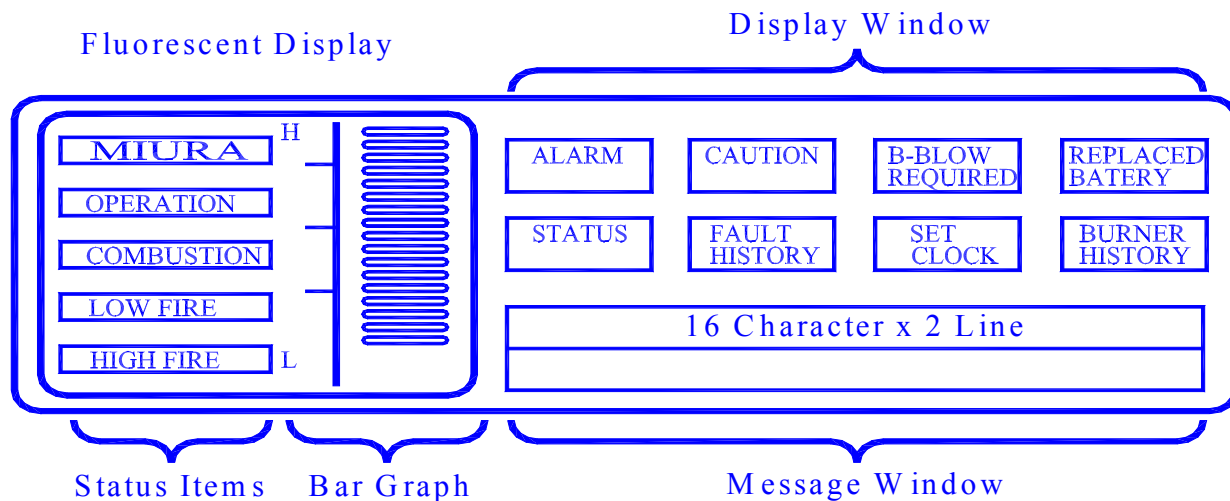 Fluorescent Display
Display Window
MIURA
H
OPERATION
COMBUSTION
LOW FIRE
HIGH FIRE
L
ALARM
CAUTION
B-BLOW
REQUIRED
REPLACED
BATERY
STATUS
FAULT
HISTORY
SET
CLOCK
BURNER
HISTORY
16 Character x 2 Line
Status Items
Bar Graph
Message Window